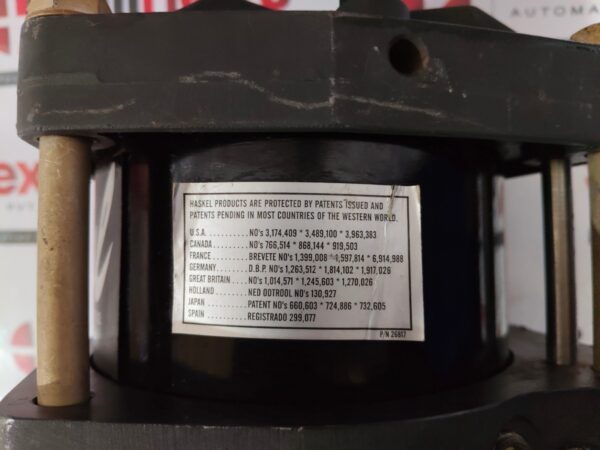 HASKEL PRODUCTS ARE PROTECTED BY PATENTS ISSUED AND
PATENTS PENDING IN MOST COUNTRIES OF THE WESTERN WORLD.
U.S.A. .......... NO's 3,174,409 * 3,489,100 * 3,963,383
CANADA .......... NO's 766,514 * 868,144 * 919,503
FRANCE .......... BREVETE NO's 1,399,008 * 1,597,814 * 6,914,988
GERMANY .......... D.B.P. NO's 1,263,512 * 1,814,102 * 1,917,026
GREAT BRITAIN .... NO's 1,014,571 * 1,245,603 * 1,270,026
HOLLAND .......... NED OOTROOL NO's 130,927
JAPAN .......... PATENT NO's 660,603 * 724,886 * 732,605
SPAIN .......... REGISTRADO 299,077
P/N 26817